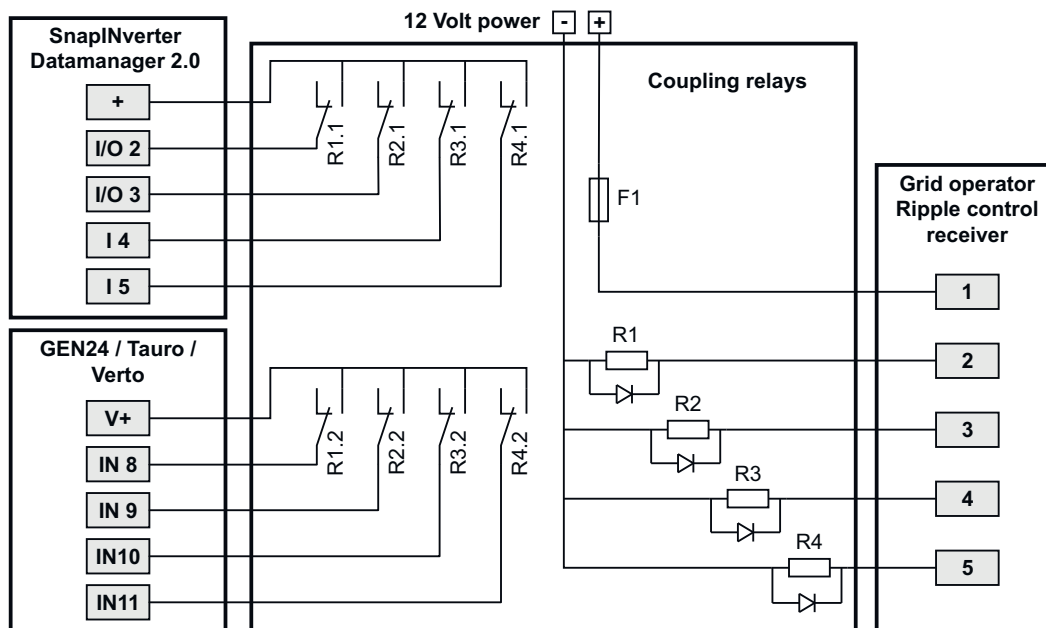 12 Volt power - +
SnapINverter
Datamanager 2.0
+
I/O 2
I/O 3
I 4
I 5
R1.1
R2.1
R3.1
R4.1
Coupling relays
F1
Grid operator
Ripple control
receiver
1
2
3
4
5
R1
R2
R3
R4
GEN24 / Tauro /
Verto
V+
IN 8
IN 9
IN10
IN11
R1.2
R2.2
R3.2
R4.2